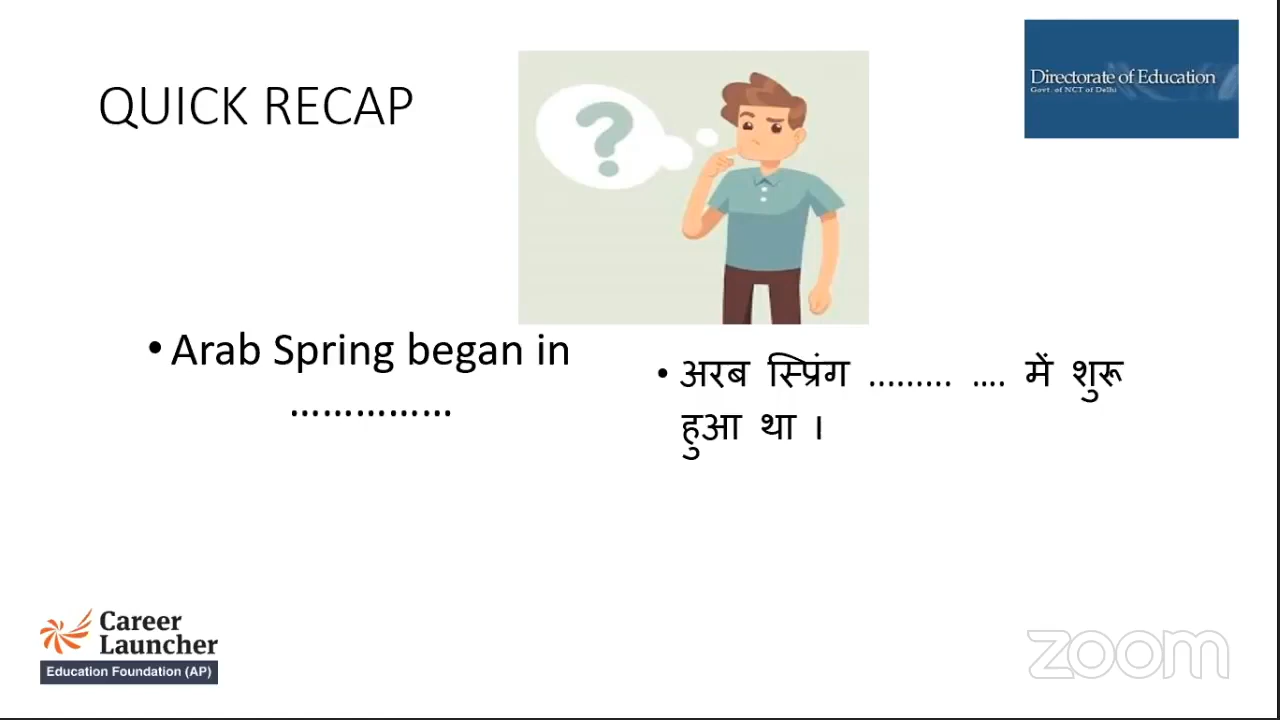 QUICK RECAP
?
Directorate of Education
Govt. of NCT of Delhi
• Arab Spring began in
……………
• अरब स्प्रिंग ……… …. में शुरू
हुआ था ।
Career
Launcher
Education Foundation (AP)
zoom